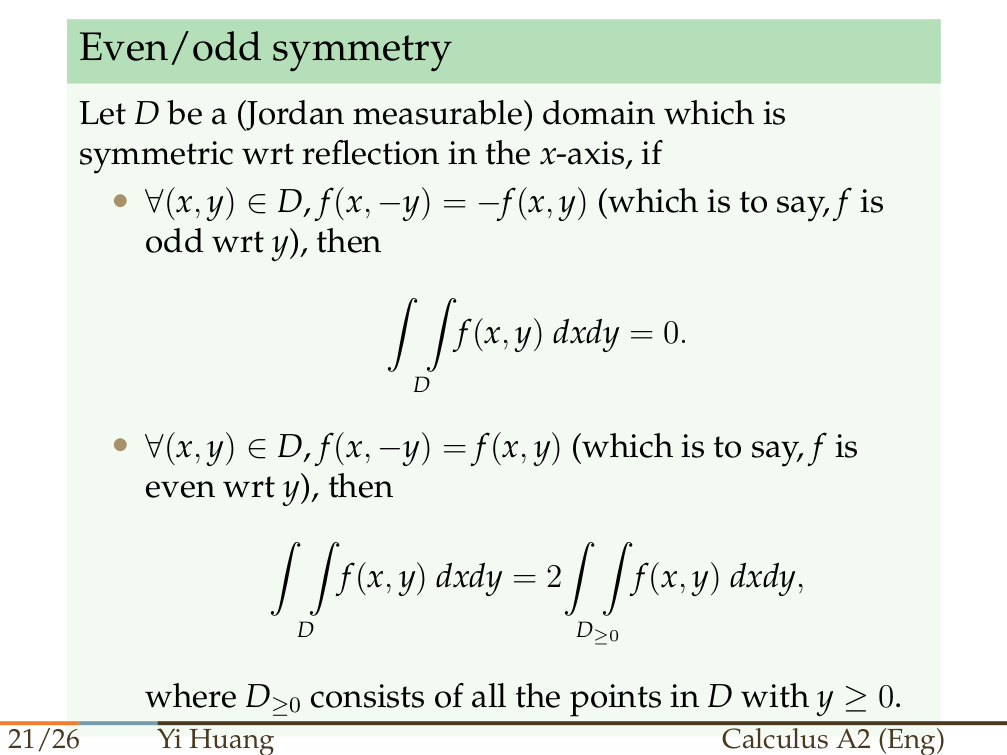 Even/odd symmetry
Let D be a (Jordan measurable) domain which is
symmetric wrt reflection in the x-axis, if
• ∀(x, y) ∈ D, f(x, −y) = −f(x, y) (which is to say, f is
odd wrt y), then
∫∫_D f(x, y) dxdy = 0.
• ∀(x, y) ∈ D, f(x, −y) = f(x, y) (which is to say, f is
even wrt y), then
∫∫_D f(x, y) dxdy = 2 ∫∫_{D≥0} f(x, y) dxdy,
where D≥0 consists of all the points in D with y ≥ 0.
21/26 Yi Huang Calculus A2 (Eng)